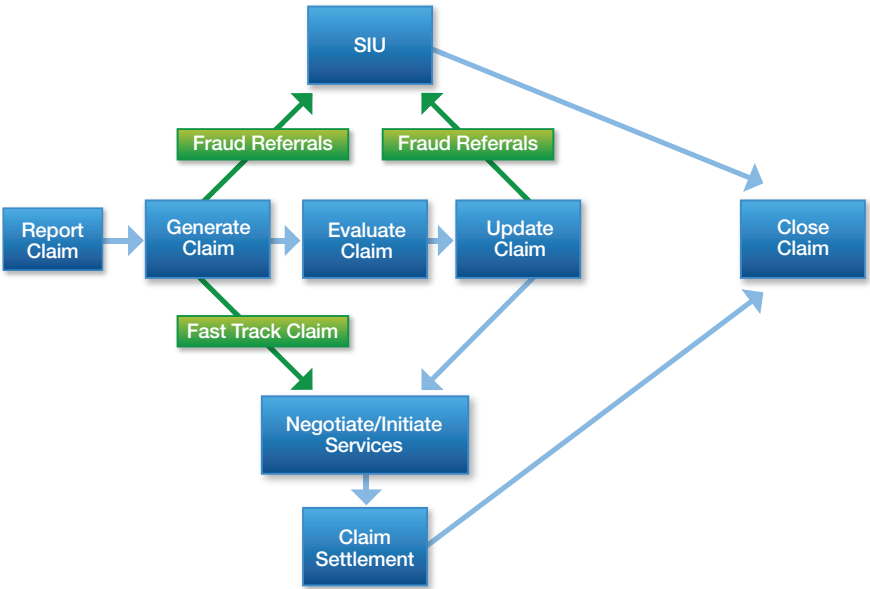 SIU
Fraud Referrals
Fraud Referrals
Report
Claim
Generate
Claim
Evaluate
Claim
Update
Claim
Close
Claim
Fast Track Claim
Negotiate/Initiate
Services
Claim
Settlement